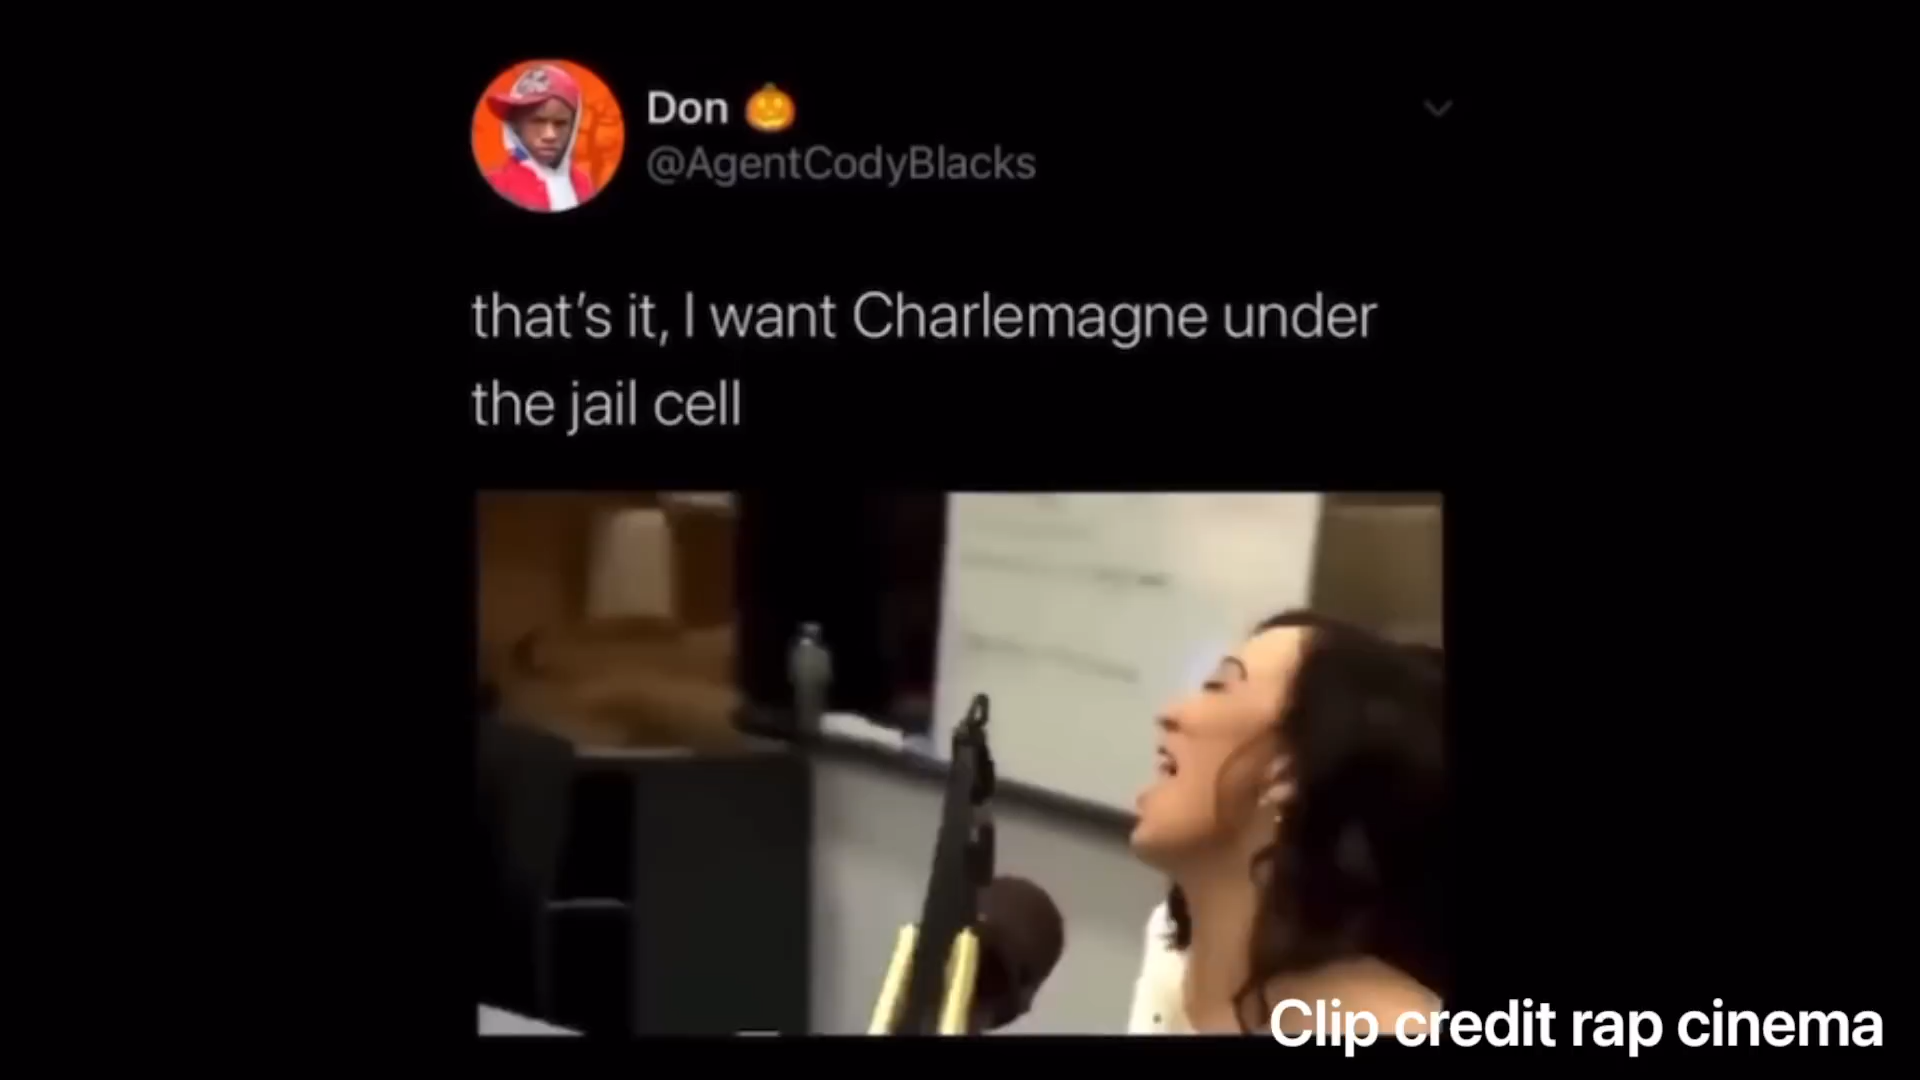 Don 🎃
@AgentCodyBlacks
that's it, I want Charlemagne under
the jail cell
Clip credit rap cinema